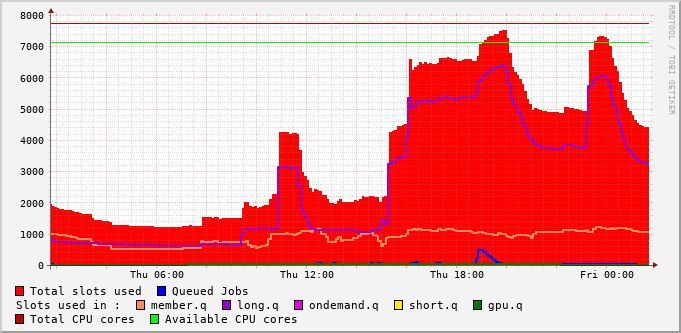 8000
7000
6000
5000
4000
3000
2000
1000
0
Thu 06:00 Thu 12:00 Thu 18:00 Fri 00:00
RRDTOOL / TOBI OETIKER
Total slots used Queued Jobs
Slots used in : member.q long.q ondemand.q short.q gpu.q
Total CPU cores Available CPU cores